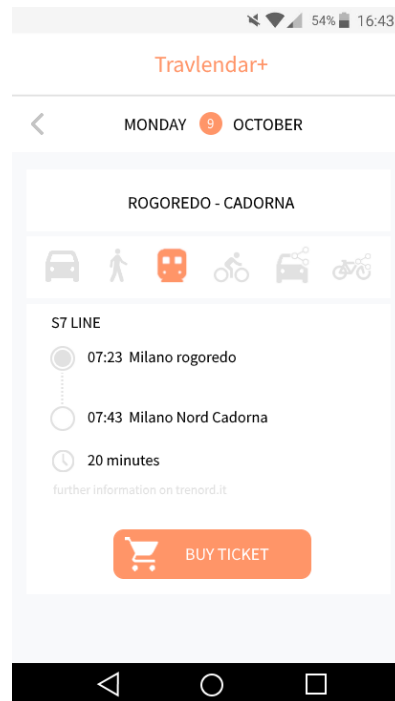 54% 16:43
Travlendar+
MONDAY 9 OCTOBER
ROGOREDO - CADORNA
S7 LINE
07:23 Milano rogoredo
07:43 Milano Nord Cadorna
20 minutes
further information on trenord.it
BUY TICKET